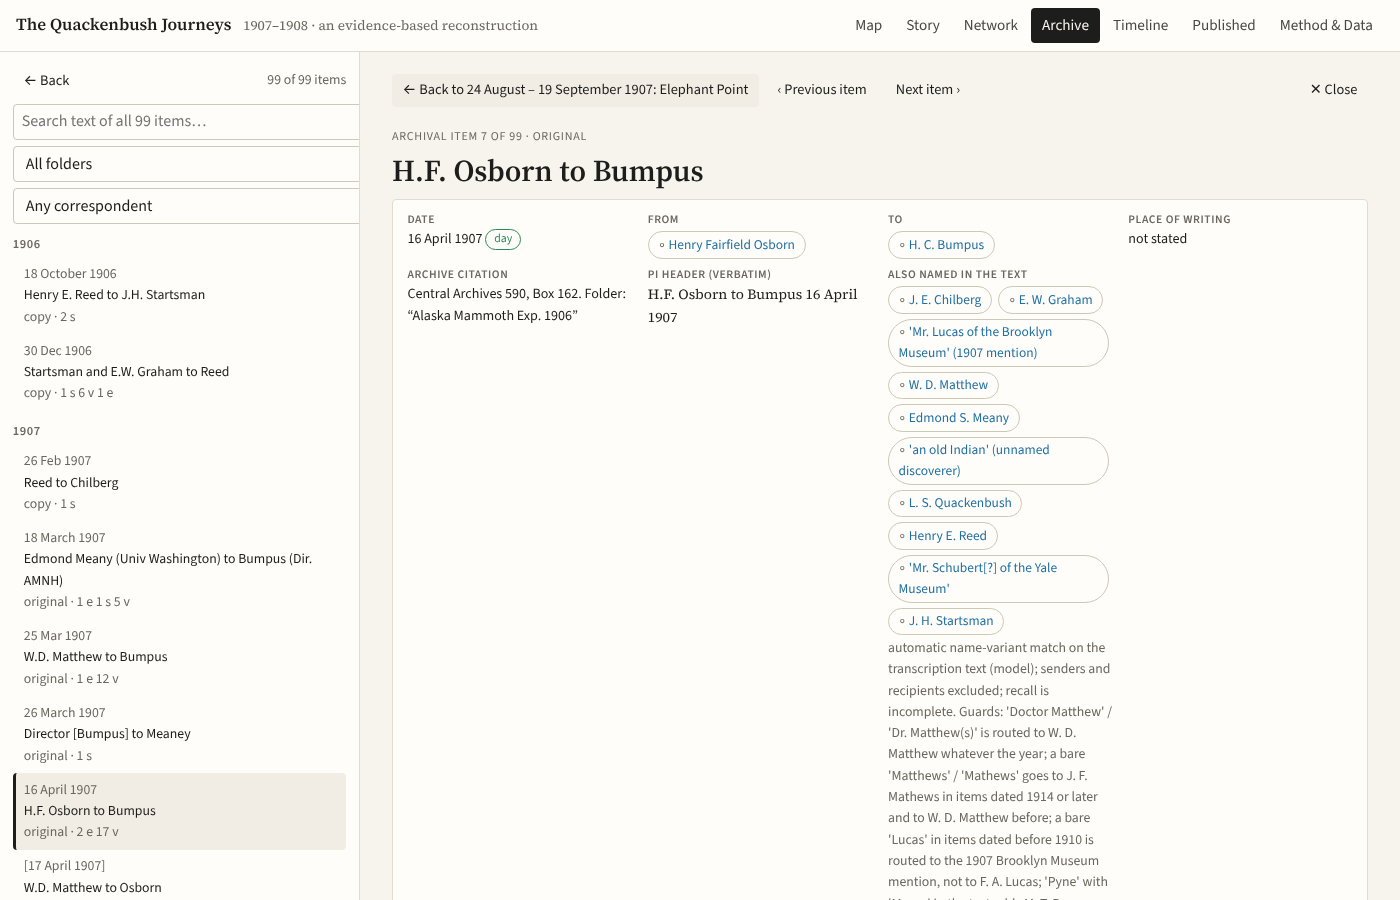 The Quackenbush Journeys 1907–1908 · an evidence-based reconstruction
Map Story Network Archive Timeline Published Method & Data
← Back 99 of 99 items
Search text of all 99 items…
All folders
Any correspondent
1906
18 October 1906
Henry E. Reed to J.H. Startsman
copy · 2 s
30 Dec 1906
Startsman and E.W. Graham to Reed
copy · 1 s 6 v 1 e
1907
26 Feb 1907
Reed to Chilberg
copy · 1 s
18 March 1907
Edmond Meany (Univ Washington) to Bumpus (Dir.
AMNH)
original · 1 e 1 s 5 v
25 Mar 1907
W.D. Matthew to Bumpus
original · 1 e 12 v
26 March 1907
Director [Bumpus] to Meaney
original · 1 s
16 April 1907
H.F. Osborn to Bumpus
original · 2 e 17 v
[17 April 1907]
W.D. Matthew to Osborn
← Back to 24 August – 19 September 1907: Elephant Point ‹ Previous item Next item › ✕ Close
ARCHIVAL ITEM 7 OF 99 · ORIGINAL
H.F. Osborn to Bumpus
DATE
16 April 1907 day
FROM
Henry Fairfield Osborn
TO
H. C. Bumpus
PLACE OF WRITING
not stated
ARCHIVE CITATION
Central Archives 590, Box 162. Folder:
“Alaska Mammoth Exp. 1906”
PI HEADER (VERBATIM)
H.F. Osborn to Bumpus 16 April
1907
ALSO NAMED IN THE TEXT
J. E. Chilberg E. W. Graham
'Mr. Lucas of the Brooklyn
Museum' (1907 mention)
W. D. Matthew
Edmond S. Meany
'an old Indian' (unnamed
discoverer)
L. S. Quackenbush
Henry E. Reed
'Mr. Schubert[?] of the Yale
Museum'
J. H. Startsman
automatic name-variant match on the
transcription text (model); senders and
recipients excluded; recall is
incomplete. Guards: 'Doctor Matthew' /
'Dr. Matthew(s)' is routed to W. D.
Matthew whatever the year; a bare
'Matthews' / 'Mathews' goes to J. F.
Mathews in items dated 1914 or later
and to W. D. Matthew before; a bare
'Lucas' in items dated before 1910 is
routed to the 1907 Brooklyn Museum
mention, not to F. A. Lucas; 'Pyne' with